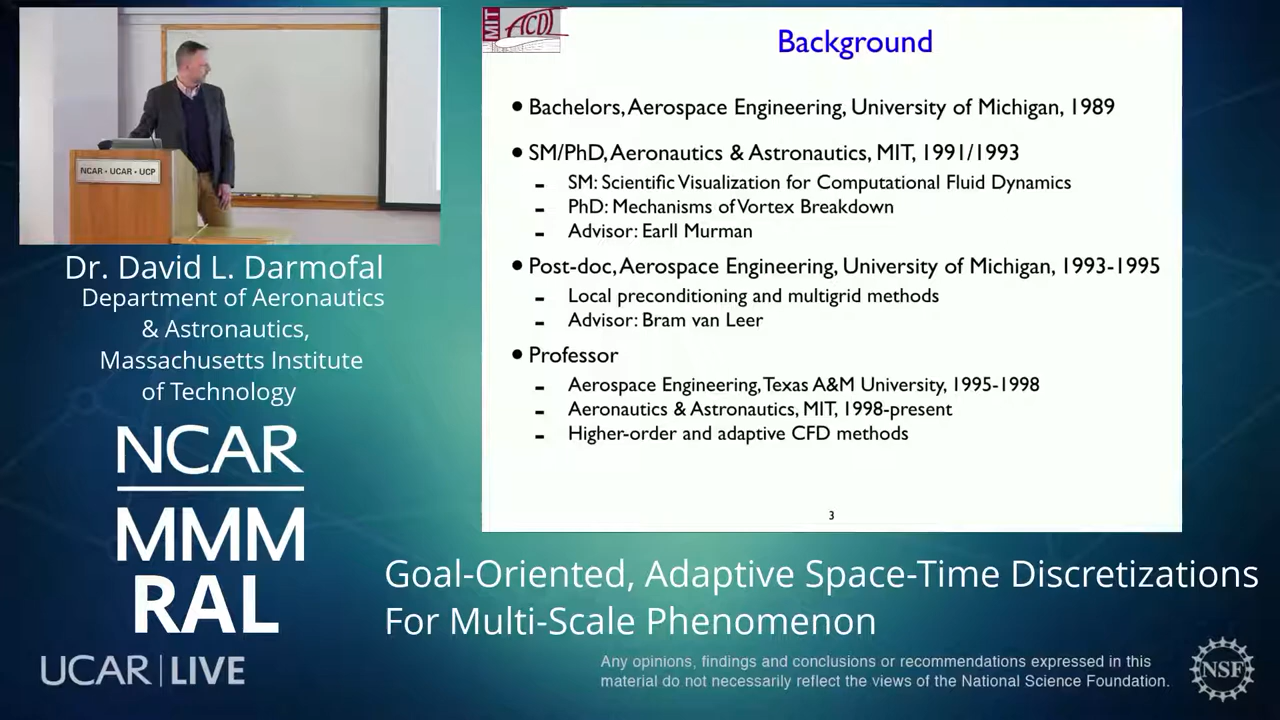 NCAR • UCAR • UCP
Dr. David L. Darmofal
Department of Aeronautics
& Astronautics,
Massachusetts Institute
of Technology
NCAR
MMM
RAL
UCAR | LIVE
MIT ACDL
Background
• Bachelors, Aerospace Engineering, University of Michigan, 1989
• SM/PhD, Aeronautics & Astronautics, MIT, 1991/1993
- SM: Scientific Visualization for Computational Fluid Dynamics
- PhD: Mechanisms of Vortex Breakdown
- Advisor: Earll Murman
• Post-doc, Aerospace Engineering, University of Michigan, 1993-1995
- Local preconditioning and multigrid methods
- Advisor: Bram van Leer
• Professor
- Aerospace Engineering, Texas A&M University, 1995-1998
- Aeronautics & Astronautics, MIT, 1998-present
- Higher-order and adaptive CFD methods
3
Goal-Oriented, Adaptive Space-Time Discretizations
For Multi-Scale Phenomenon
Any opinions, findings and conclusions or recommendations expressed in this
material do not necessarily reflect the views of the National Science Foundation.
NSF